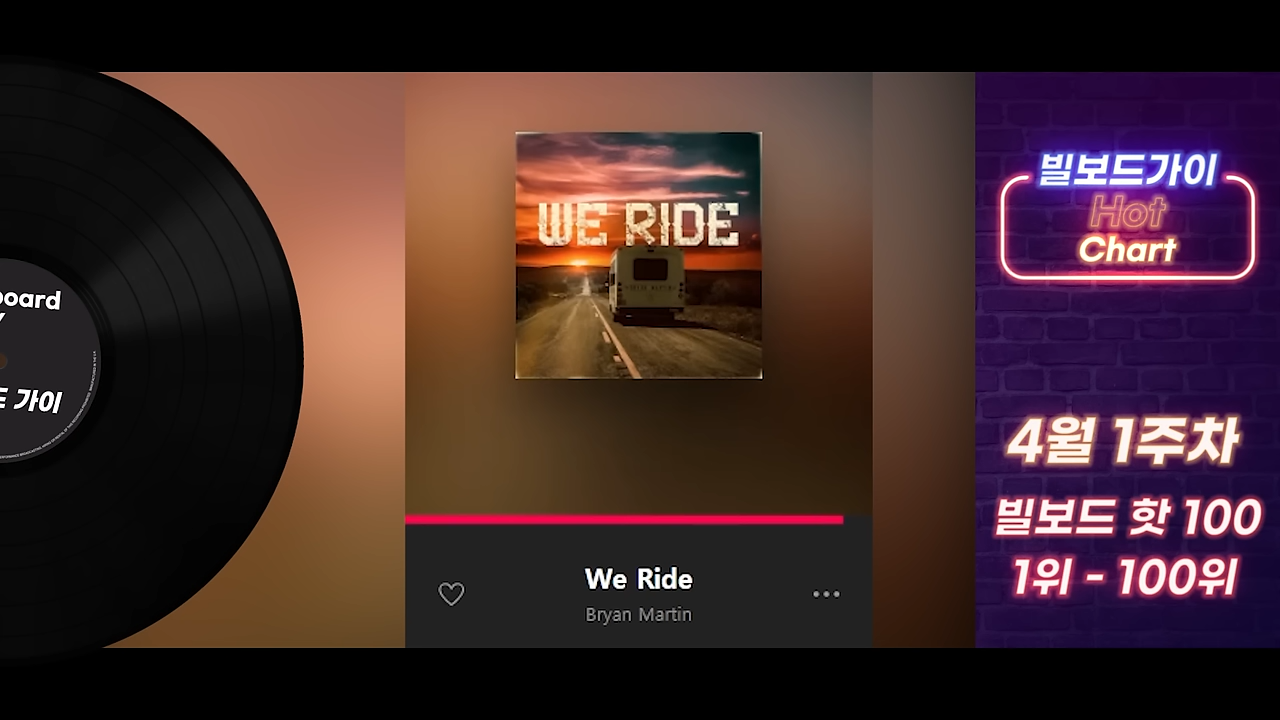 board
가이
WE RIDE
We Ride
Bryan Martin
빌보드가이
Hot
Chart
4월 1주차
빌보드 핫 100
1위 - 100위